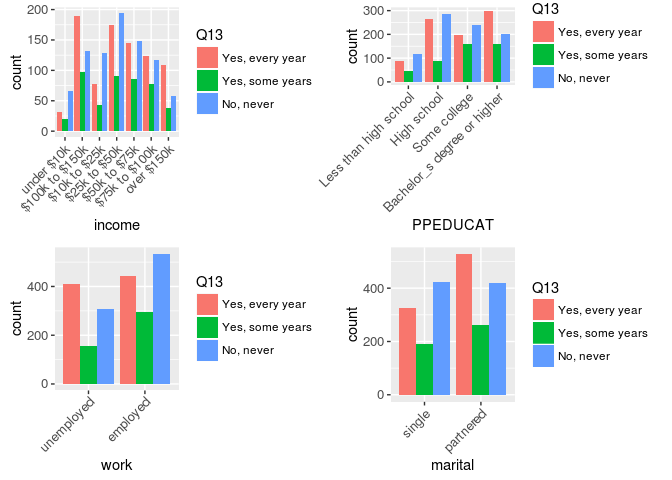 200
150
100
50
0
count
under $10k
$100k to $150k
$10k to $25k
$25k to $50k
$50k to $75k
$75k to $100k
over $150k
income
Q13
Yes, every year
Yes, some years
No, never
300
200
100
0
count
Less than high school
High school
Some college
Bachelor_s degree or higher
PPEDUCAT
Q13
Yes, every year
Yes, some years
No, never
400
200
0
count
unemployed
employed
work
Q13
Yes, every year
Yes, some years
No, never
400
200
0
count
single
partnered
marital
Q13
Yes, every year
Yes, some years
No, never